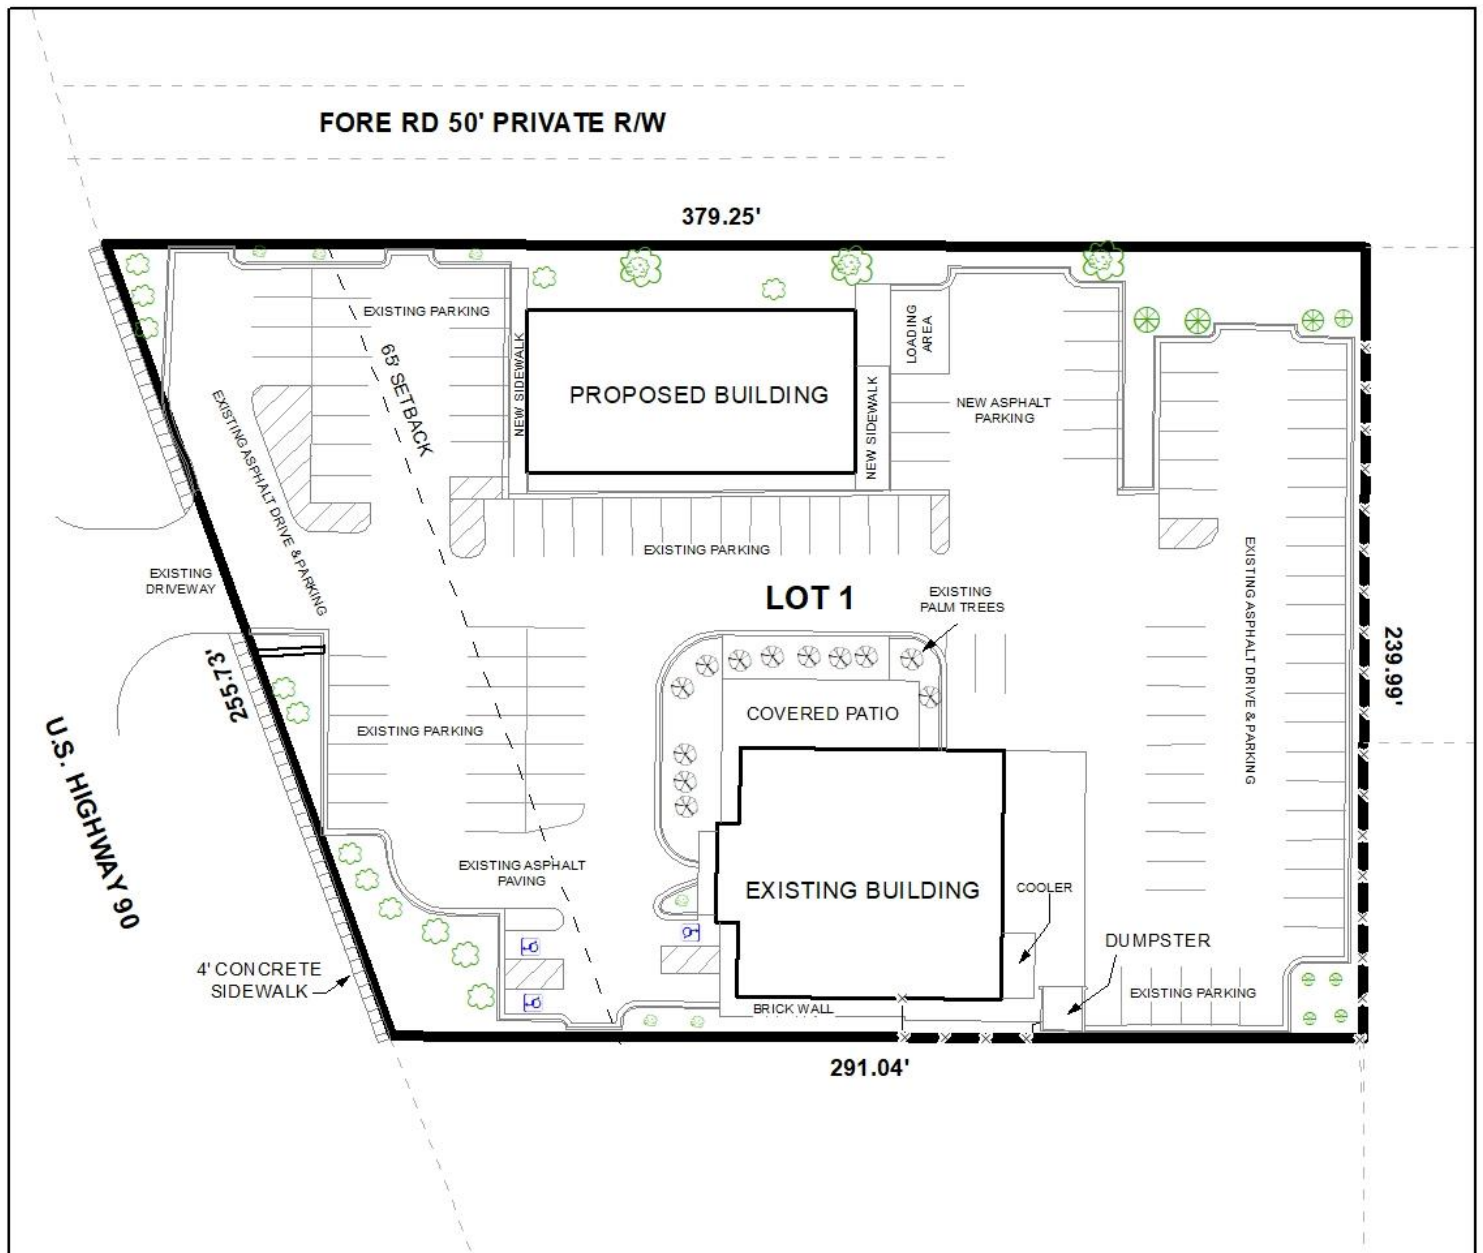 FORE RD 50' PRIVATE R/W
379.25'
EXISTING PARKING
65' SETBACK
NEW SIDEWALK
PROPOSED BUILDING
LOADING
AREA
NEW SIDEWALK
NEW ASPHALT
PARKING
EXISTING ASPHALT DRIVE & PARKING
EXISTING PARKING
EXISTING
DRIVEWAY
LOT 1
EXISTING
PALM TREES
EXISTING ASPHALT DRIVE & PARKING
239.99'
255.73'
U.S. HIGHWAY 90
EXISTING PARKING
COVERED PATIO
EXISTING ASPHALT
PAVING
EXISTING BUILDING
COOLER
DUMPSTER
4' CONCRETE
SIDEWALK
BRICK WALL
EXISTING PARKING
291.04'